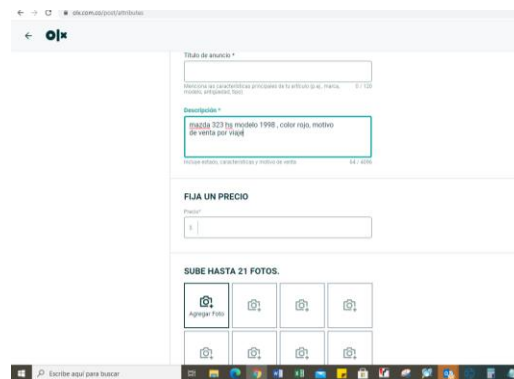 olx.com.co/post/attributes
olx
Título de anuncio *
Menciona las características principales de tu artículo (p.ej., marca,
modelo, antigüedad, tipo)
0 / 120
Descripción *
mazda 323 hs modelo 1998 , color rojo, motivo
de venta por viaje
Incluye estado, características y motivo de venta
64 / 4096
FIJA UN PRECIO
Precio*
$
SUBE HASTA 21 FOTOS.
Agregar Foto
Escribe aquí para buscar